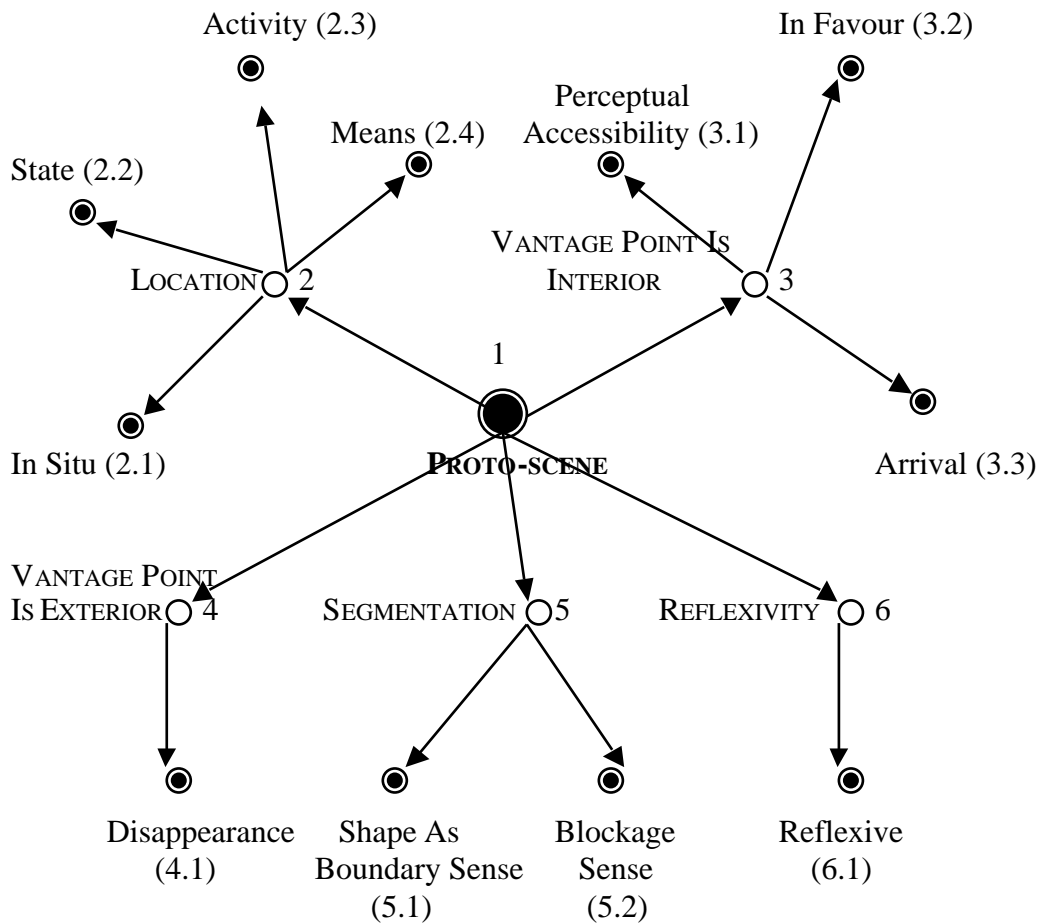 Activity (2.3)
In Favour (3.2)
Perceptual
Accessibility (3.1)
Means (2.4)
State (2.2)
VANTAGE POINT IS
INTERIOR
3
LOCATION
2
1
PROTO-SCENE
In Situ (2.1)
Arrival (3.3)
VANTAGE POINT
IS EXTERIOR
4
SEGMENTATION
5
REFLEXIVITY
6
Disappearance
(4.1)
Shape As
Boundary Sense
(5.1)
Blockage
Sense
(5.2)
Reflexive
(6.1)